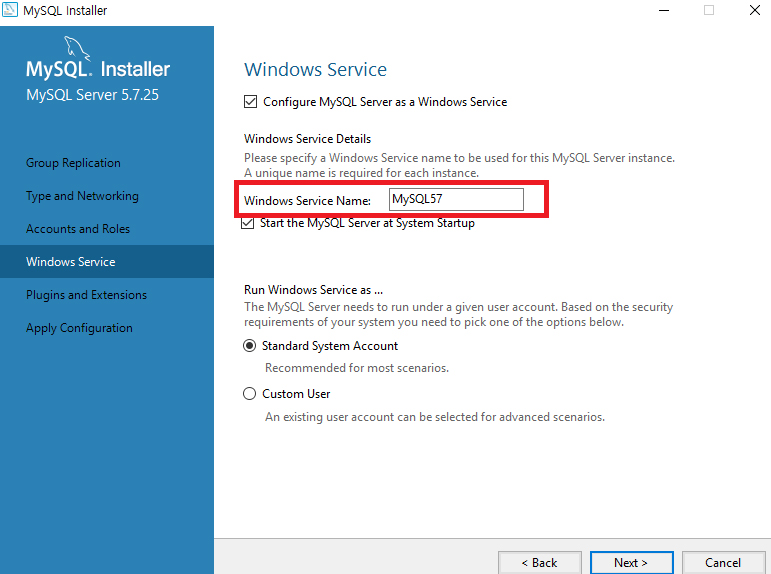 MySQL Installer
MySQL. Installer
MySQL Server 5.7.25
Group Replication
Type and Networking
Accounts and Roles
Windows Service
Plugins and Extensions
Apply Configuration
Windows Service
Configure MySQL Server as a Windows Service
Windows Service Details
Please specify a Windows Service name to be used for this MySQL Server instance.
A unique name is required for each instance.
Windows Service Name: MySQL57
Start the MySQL Server at System Startup
Run Windows Service as ...
The MySQL Server needs to run under a given user account. Based on the security
requirements of your system you need to pick one of the options below.
Standard System Account
Recommended for most scenarios.
Custom User
An existing user account can be selected for advanced scenarios.
< Back Next > Cancel